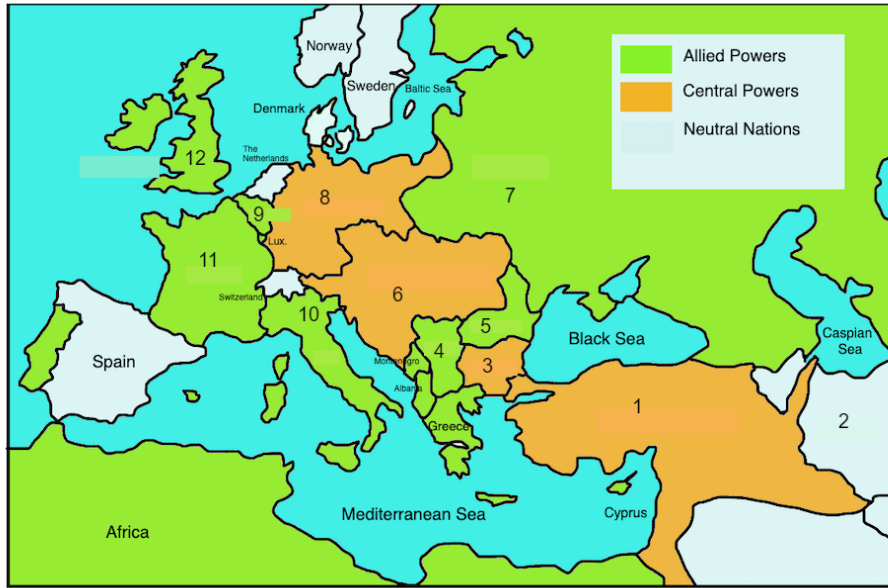 Norway
Sweden
Baltic Sea
Denmark
The
Netherlands
Allied Powers
Central Powers
Neutral Nations
12
7
8
9
Lux.
11
Switzerland
6
10
5
4
3
Black Sea
Caspian
Sea
Spain
Montenegro
Albania
Greece
1
2
Africa
Mediterranean Sea
Cyprus